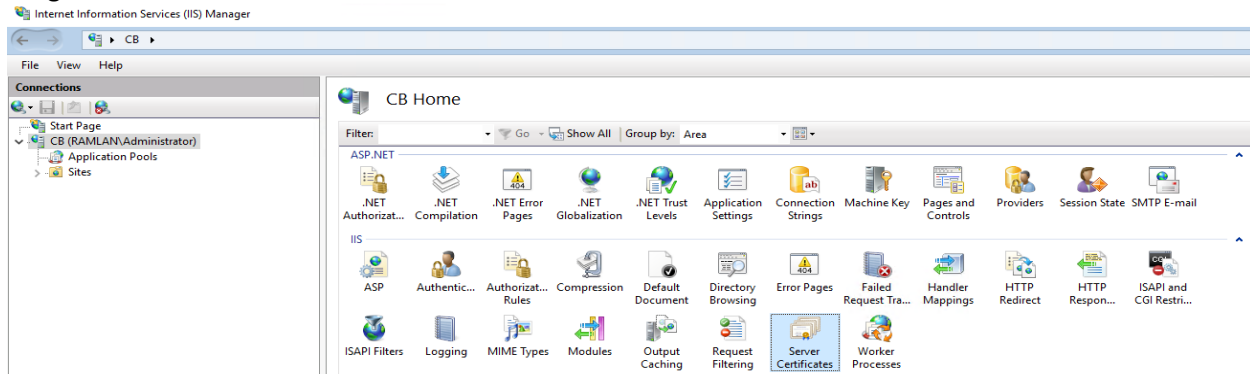 Internet Information Services (IIS) Manager
CB
File View Help
Connections
Start Page
CB (RAMLAN\Administrator)
Application Pools
Sites
CB Home
Filter: Go Show All Group by: Area
ASP.NET
.NET Authorizat...
.NET Compilation
.NET Error Pages
.NET Globalization
.NET Trust Levels
Application Settings
Connection Strings
Machine Key
Pages and Controls
Providers
Session State
SMTP E-mail
IIS
ASP
Authentic...
Authorizat... Rules
Compression
Default Document
Directory Browsing
Error Pages
Failed Request Tra...
Handler Mappings
HTTP Redirect
HTTP Respon...
ISAPI and CGI Restri...
ISAPI Filters
Logging
MIME Types
Modules
Output Caching
Request Filtering
Server Certificates
Worker Processes